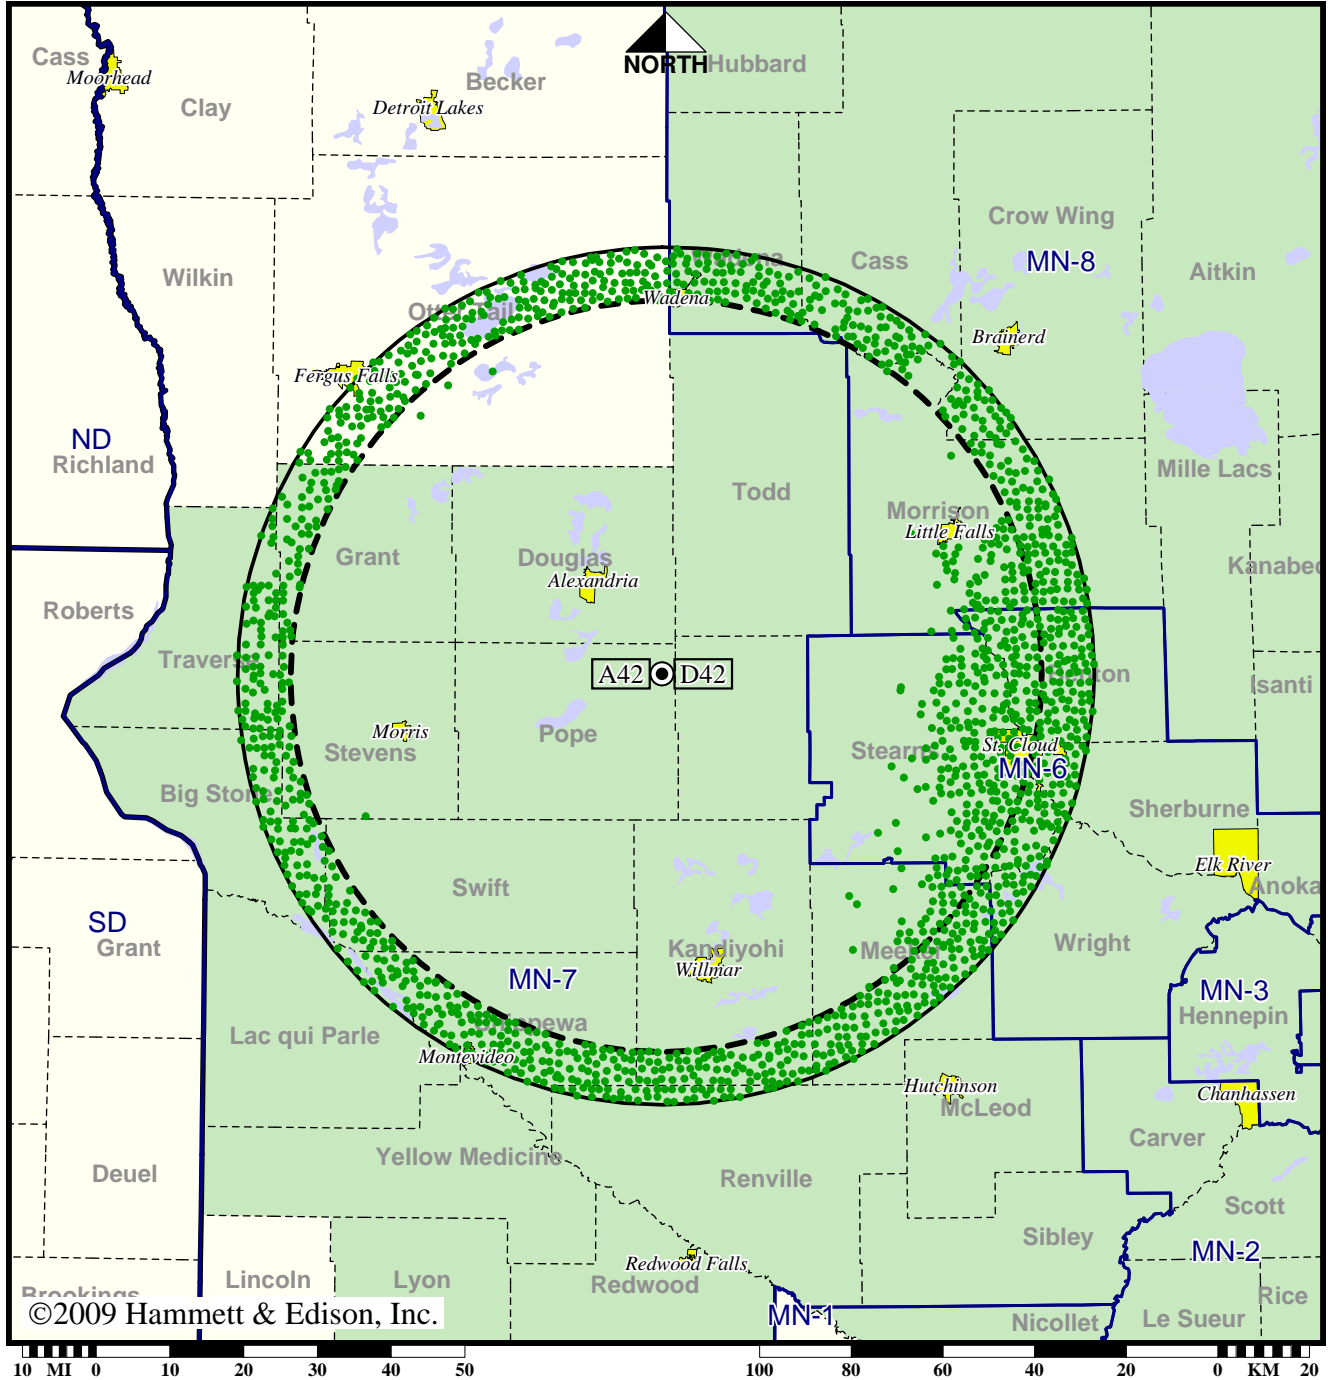 NORTH
Cass
Moorhead
Clay
Becker
Detroit Lakes
Hubbard
Crow Wing
MN-8
Cass
Aitkin
Wilkin
Otter Tail
Wadena
Wadena
Brainerd
Fergus Falls
ND
Richland
Mille Lacs
Todd
Morrison
Little Falls
Grant
Douglas
Alexandria
Kanabec
Roberts
Traverse
A42
D42
Benton
Isanti
Morris
Stevens
Pope
Stearns
St. Cloud
MN-6
Big Stone
Sherburne
Elk River
Anoka
Swift
SD
Grant
Kandiyohi
Willmar
Meeker
Wright
MN-7
MN-3
Hennepin
Lac qui Parle
Chippewa
Montevideo
Hutchinson
McLeod
Chanhassen
Carver
Yellow Medicine
Deuel
Renville
Scott
Sibley
MN-2
Redwood Falls
Redwood
Lincoln
Lyon
Brookings
Rice
©2009 Hammett & Edison, Inc.
MN-1
Nicollet
Le Sueur
10 MI 0 10 20 30 40 50
100 80 60 40 20 0 KM 20